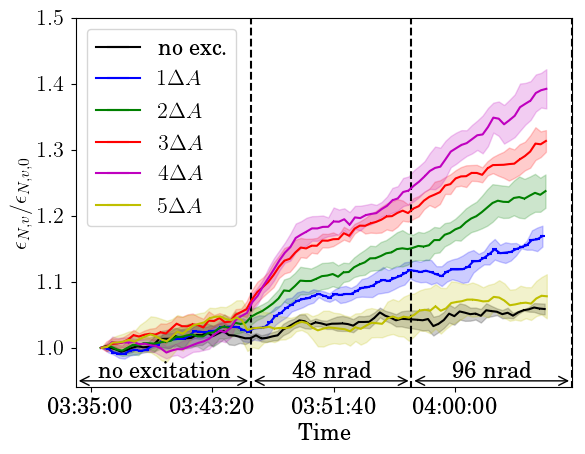 1.5
1.4
1.3
1.2
1.1
1.0
ϵ_{N,v}/ϵ_{N,v,0}
no exc.
1ΔA
2ΔA
3ΔA
4ΔA
5ΔA
no excitation 48 nrad 96 nrad
03:35:00 03:43:20 03:51:40 04:00:00
Time